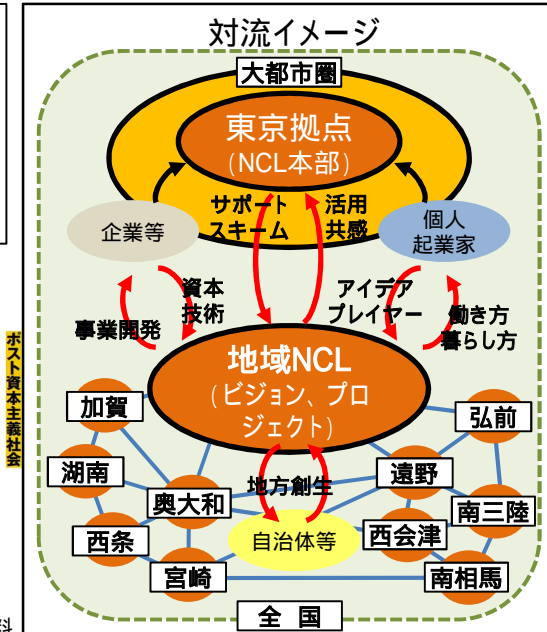 対流イメージ
大都市圏
東京拠点
(NCL本部)
サポート
スキーム
活用
共感
企業等
個人
起業家
資本
技術
事業開発
アイデア
プレイヤー
働き方
暮らし方
地域NCL
(ビジョン、プロ
ジェクト)
ポスト資本主義社会
加賀
弘前
湖南
奥大和
地方創生
遠野
南三陸
西条
自治体等
西会津
宮崎
南相馬
全 国
料